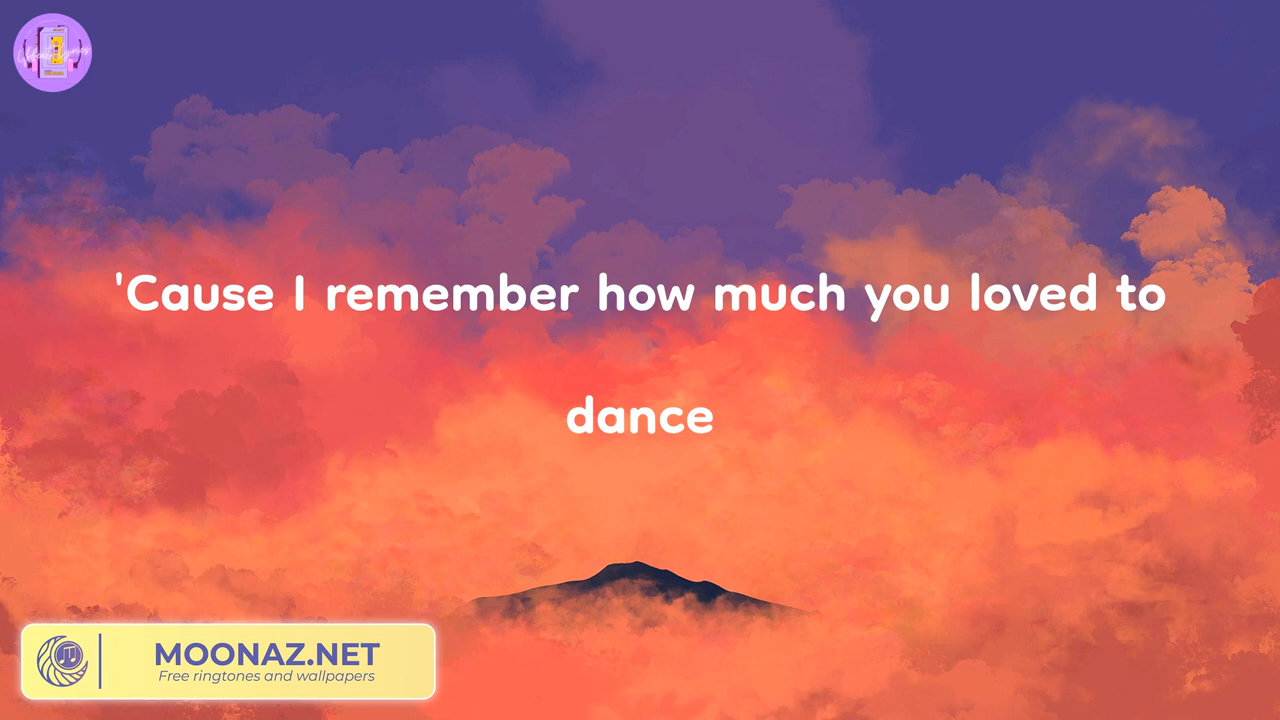 'Cause I remember how much you loved to
dance
MOONAZ.NET
Free ringtones and wallpapers